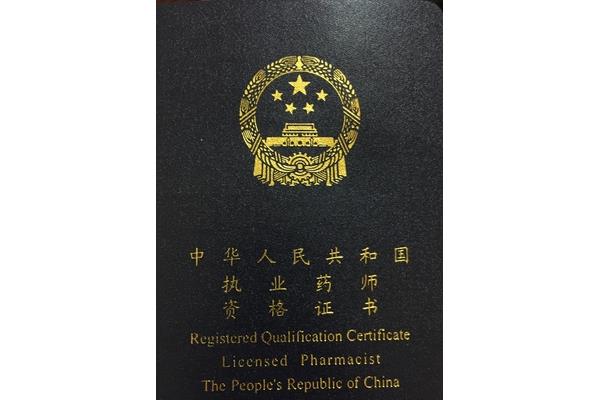 中华人民共和国
执业药师
资格证书
Registered Qualification Certificate
Licensed Pharmacist
The People's Republic of China